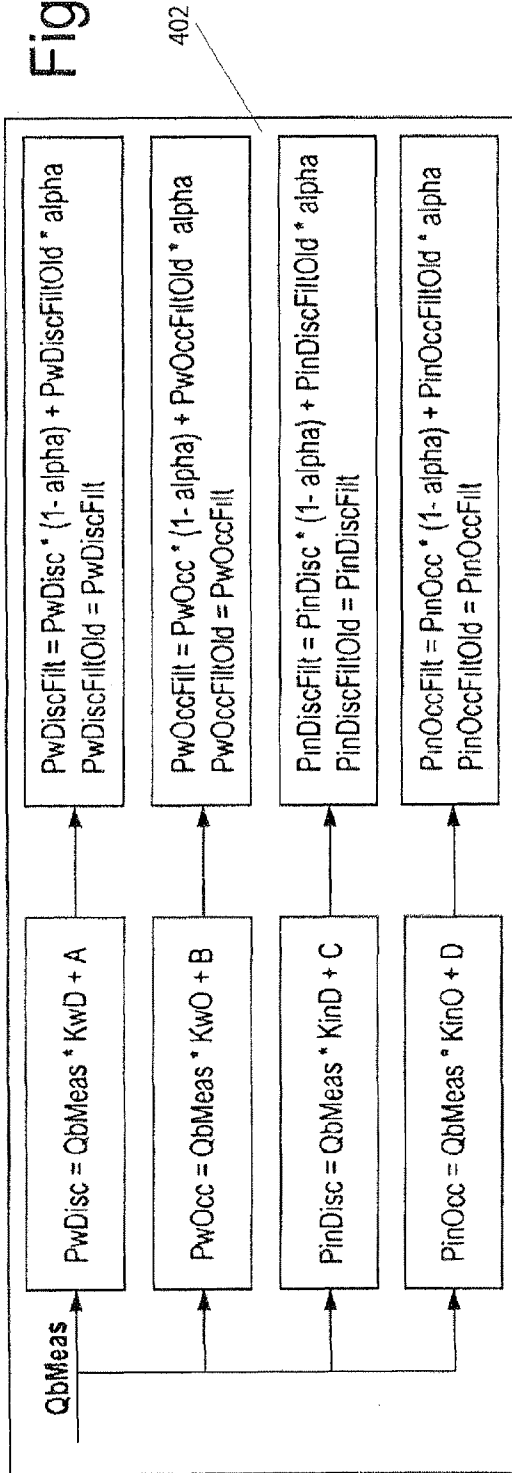 Fig
402
QbMeas
PwDisc = QbMeas * KwD + A
PwDiscFilt = PwDisc * (1- alpha) + PwDiscFiltOld * alpha
PwDiscFiltOld = PwDiscFilt
PwOcc = QbMeas * KwO + B
PwOccFilt = PwOcc * (1- alpha) + PwOccFiltOld * alpha
PwOccFiltOld = PwOccFilt
PinDisc = QbMeas * KinD + C
PinDiscFilt = PinDisc * (1- alpha) + PinDiscFiltOld * alpha
PinDiscFiltOld = PinDiscFilt
PinOcc = QbMeas * KinO + D
PinOccFilt = PinOcc * (1- alpha) + PinOccFiltOld * alpha
PinOccFiltOld = PinOccFilt